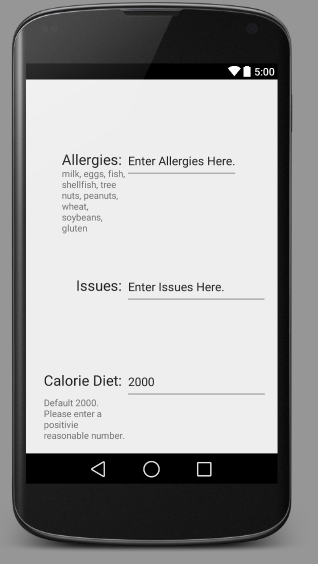 5:00
Allergies: Enter Allergies Here.
milk, eggs, fish,
shellfish, tree
nuts, peanuts,
wheat,
soybeans,
gluten
Issues: Enter Issues Here.
Calorie Diet: 2000
Default 2000.
Please enter a
positivie
reasonable number.